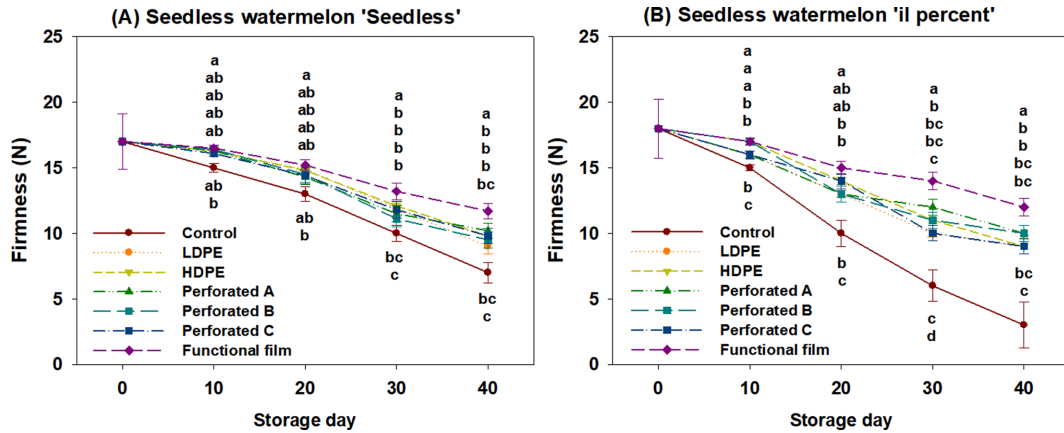 (A) Seedless watermelon 'Seedless'
Firmness (N)
25
20
15
10
5
0
a
ab
ab
ab
ab
ab
b
a
ab
ab
ab
ab
ab
b
a
b
b
b
b
bc
c
a
b
b
b
bc
bc
c
Control
LDPE
HDPE
Perforated A
Perforated B
Perforated C
Functional film
0 10 20 30 40
Storage day
(B) Seedless watermelon 'il percent'
Firmness (N)
25
20
15
10
5
0
a
a
a
b
b
b
c
a
ab
ab
b
b
b
c
a
b
bc
bc
c
c
d
a
b
b
bc
bc
bc
c
Control
LDPE
HDPE
Perforated A
Perforated B
Perforated C
Functional film
0 10 20 30 40
Storage day